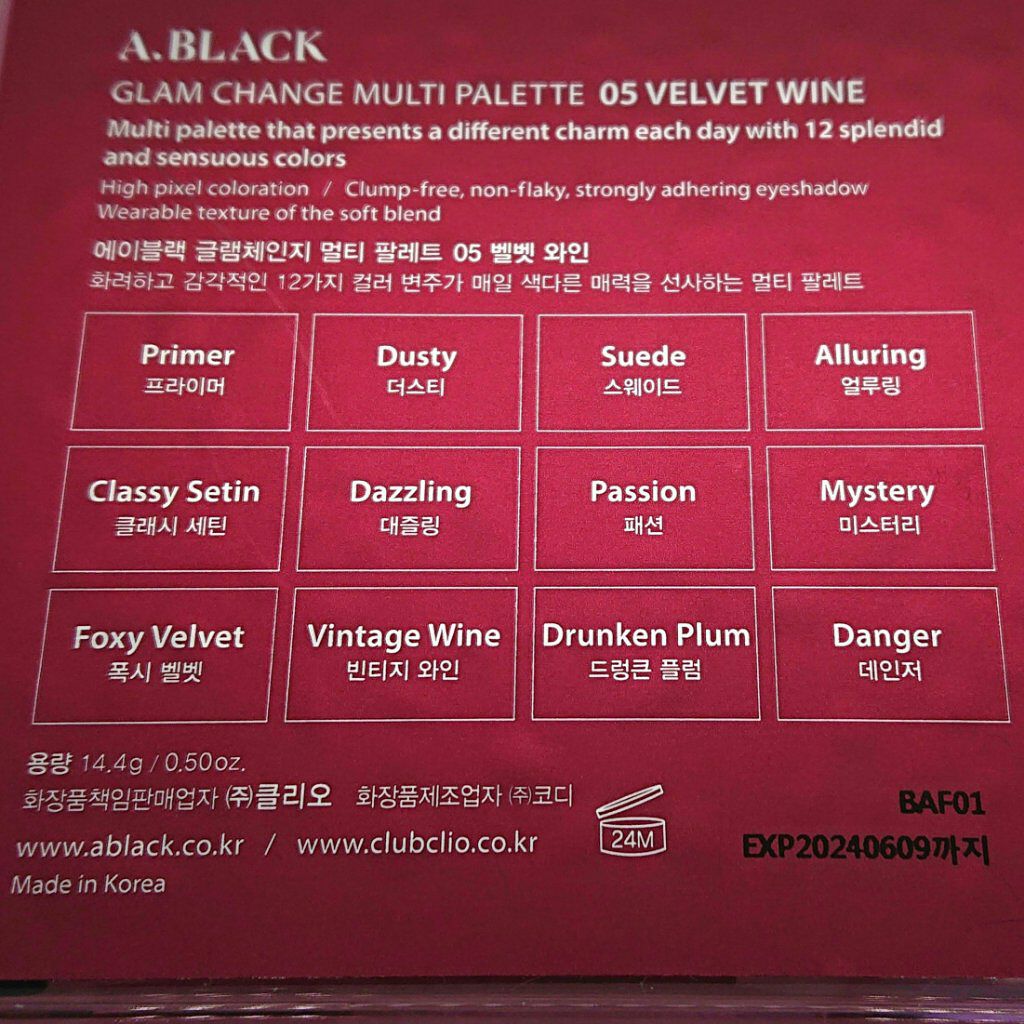 A.BLACK
GLAM CHANGE MULTI PALETTE 05 VELVET WINE
Multi palette that presents a different charm each day with 12 splendid
and sensuous colors
High pixel coloration / Clump-free, non-flaky, strongly adhering eyeshadow
Wearable texture of the soft blend
에이블랙 글램체인지 멀티 팔레트 05 벨벳 와인
화려하고 감각적인 12가지 컬러 변주가 매일 색다른 매력을 선사하는 멀티 팔레트
Primer
프라이머
Dusty
더스티
Suede
스웨이드
Alluring
얼루링
Classy Setin
클래시 세틴
Dazzling
대즐링
Passion
패션
Mystery
미스터리
Foxy Velvet
폭시 벨벳
Vintage Wine
빈티지 와인
Drunken Plum
드렁큰 플럼
Danger
데인저
용량 14.4g / 0.50oz.
화장품책임판매업자 ㈜클리오 화장품제조업자 ㈜코디
www.ablack.co.kr / www.clubclio.co.kr
Made in Korea
24M
BAF01
EXP20240609까지